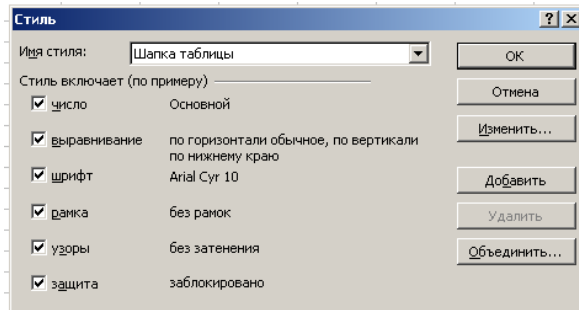 Стиль
Имя стиля: Шапка таблицы OK
Стиль включает (по примеру) Отмена
число Основной
выравнивание по горизонтали обычное, по вертикали по нижнему краю Изменить...
шрифт Arial Cyr 10 Добавить
рамка без рамок Удалить
узоры без затенения Объединить...
защита заблокировано